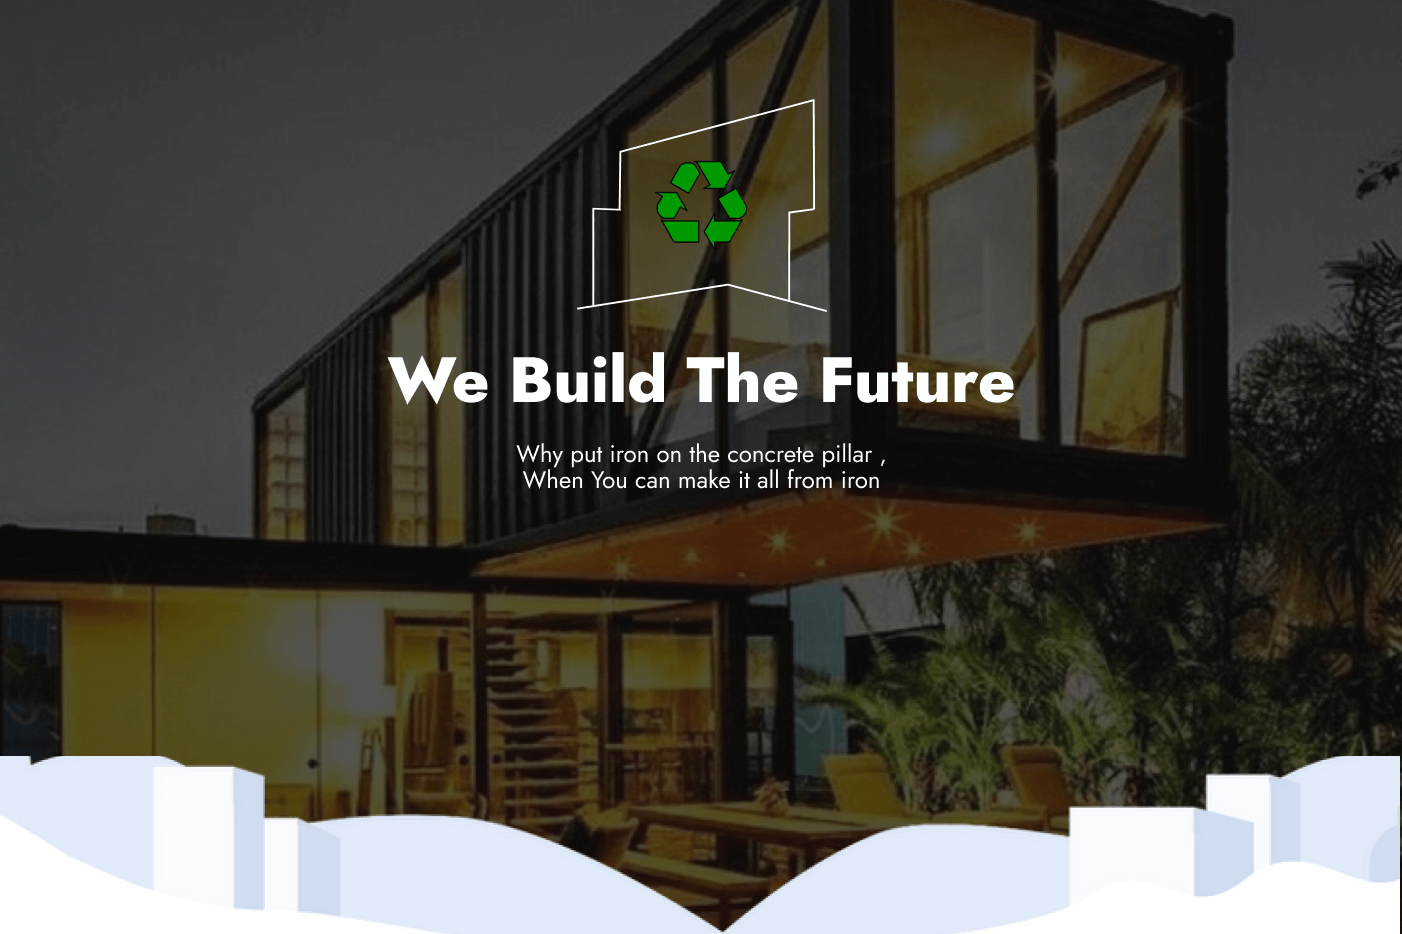 We Build The Future
Why put iron on the concrete pillar ,
When You can make it all from iron